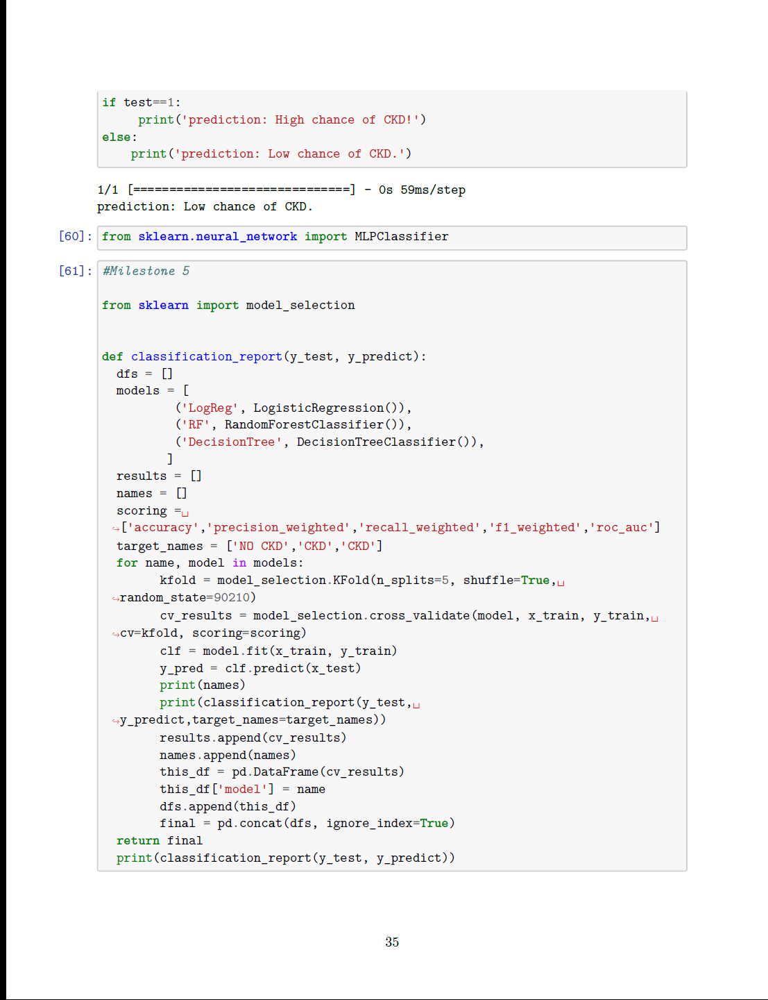 if test==1:
     print('prediction: High chance of CKD!')
else:
    print('prediction: Low chance of CKD.')
1/1 [==============================] - 0s 59ms/step
prediction: Low chance of CKD.
[60]: from sklearn.neural_network import MLPClassifier
[61]: #Milestone 5
from sklearn import model_selection
def classification_report(y_test, y_predict):
  dfs = []
  models = [
          ('LogReg', LogisticRegression()),
          ('RF', RandomForestClassifier()),
          ('DecisionTree', DecisionTreeClassifier()),
         ]
  results = []
  names = []
  scoring =␣
↪['accuracy','precision_weighted','recall_weighted','f1_weighted','roc_auc']
  target_names = ['NO CKD','CKD','CKD']
  for name, model in models:
        kfold = model_selection.KFold(n_splits=5, shuffle=True,␣
↪random_state=90210)
        cv_results = model_selection.cross_validate(model, x_train, y_train,␣
↪cv=kfold, scoring=scoring)
        clf = model.fit(x_train, y_train)
        y_pred = clf.predict(x_test)
        print(names)
        print(classification_report(y_test,␣
↪y_predict,target_names=target_names))
        results.append(cv_results)
        names.append(names)
        this_df = pd.DataFrame(cv_results)
        this_df['model'] = name
        dfs.append(this_df)
        final = pd.concat(dfs, ignore_index=True)
  return final
  print(classification_report(y_test, y_predict))
35